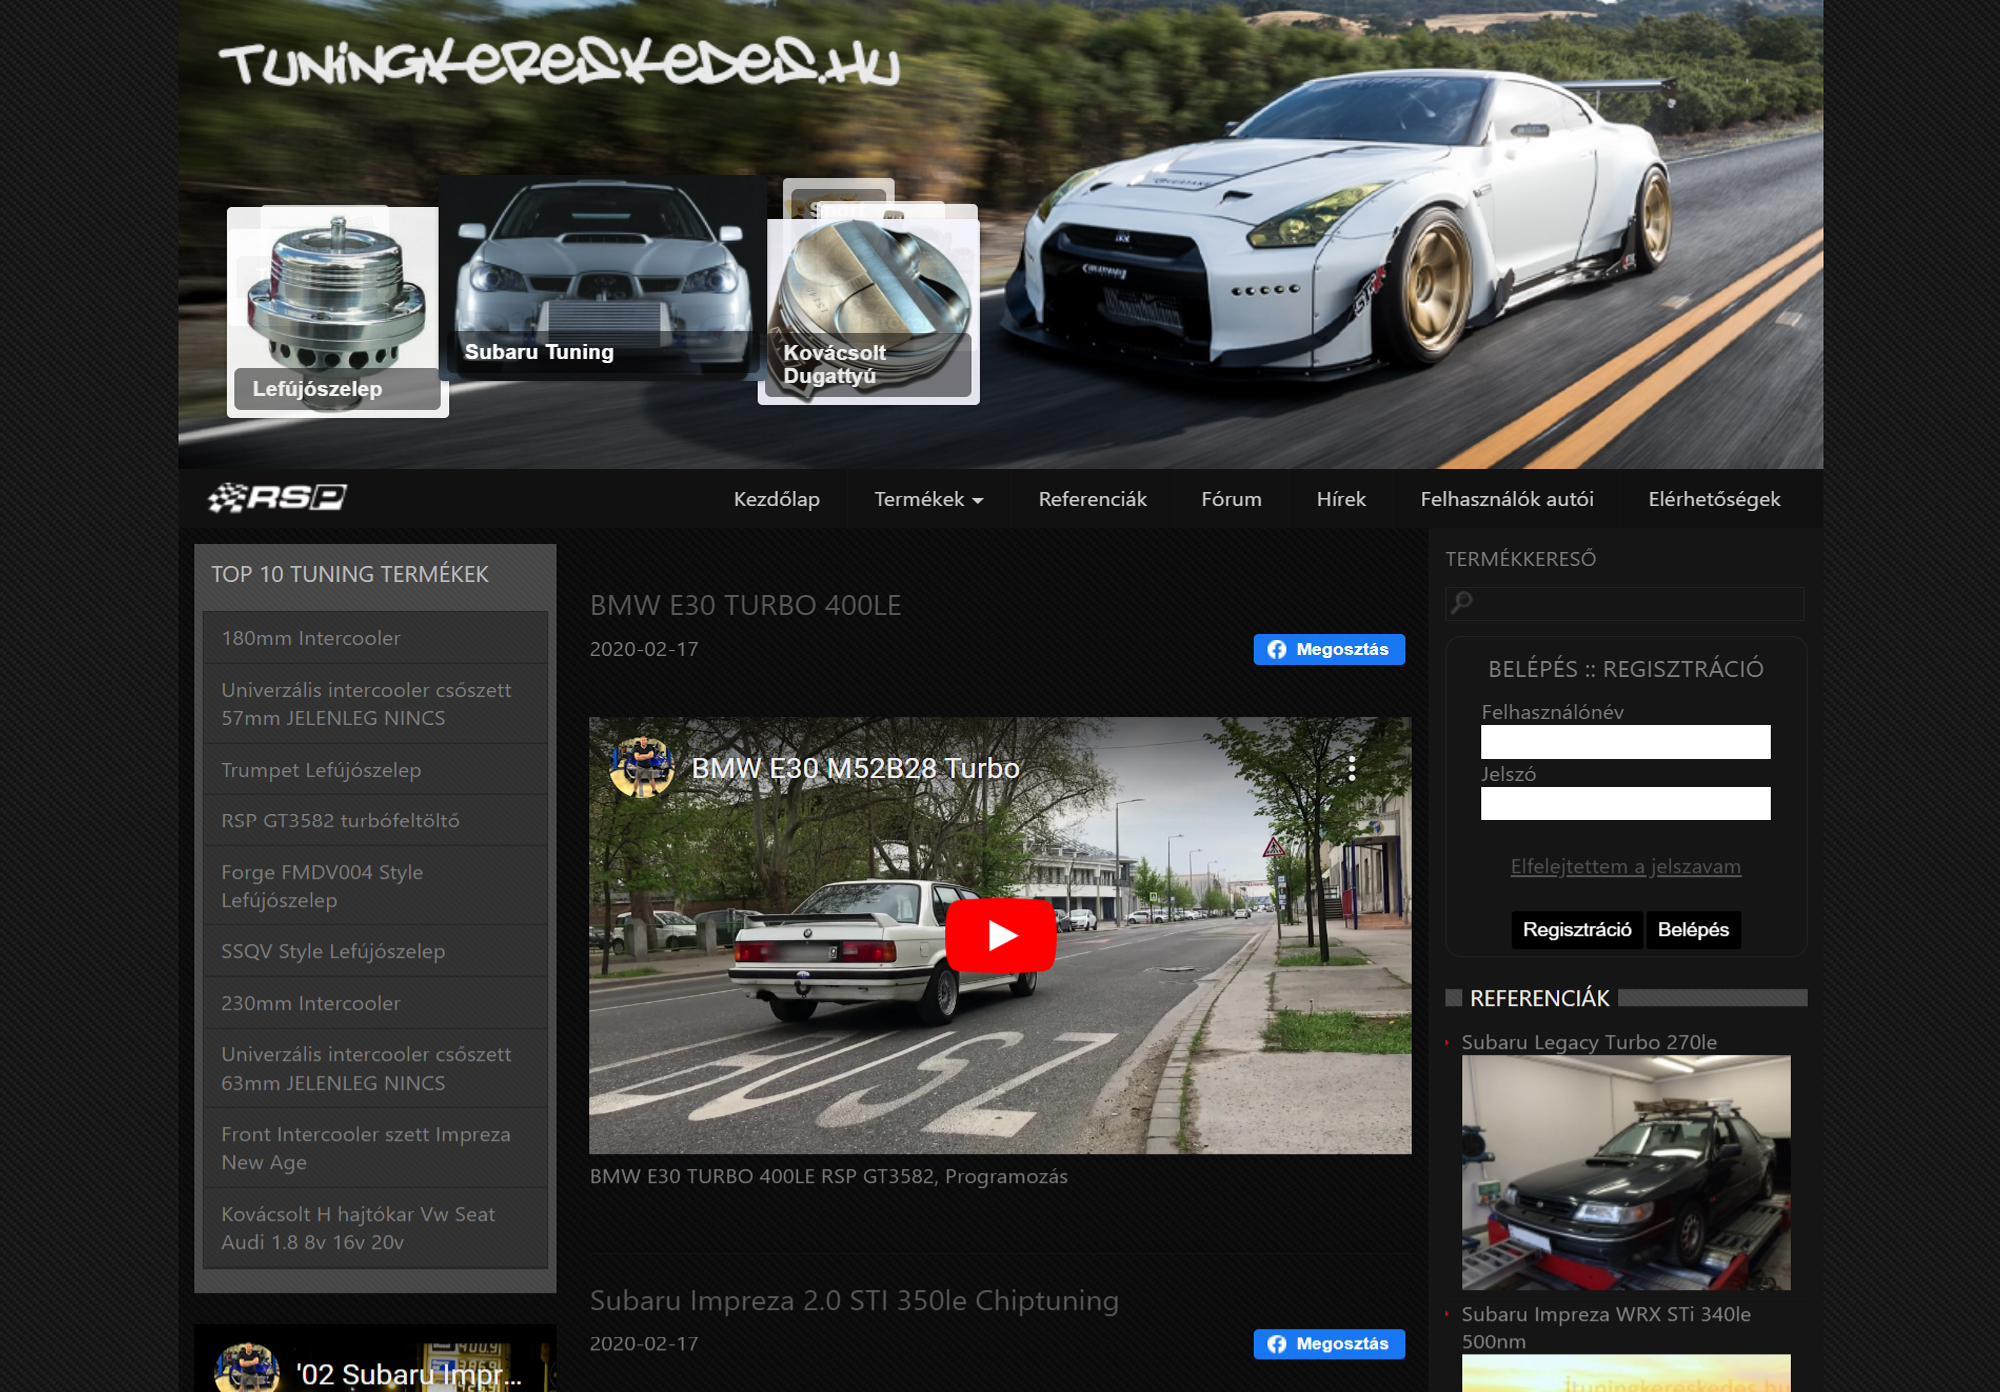 TUNINGKERESKEDES.HU
Lefújószelep
Subaru Tuning
Kovácsolt
Dugattyú
RSP
Kezdőlap
Termékek
Referenciák
Fórum
Hírek
Felhasználók autói
Elérhetőségek
TOP 10 TUNING TERMÉKEK
180mm Intercooler
Univerzális intercooler csőszett
57mm JELENLEG NINCS
Trumpet Lefújószelep
RSP GT3582 turbófeltöltő
Forge FMDV004 Style
Lefújószelep
SSQV Style Lefújószelep
230mm Intercooler
Univerzális intercooler csőszett
63mm JELENLEG NINCS
Front Intercooler szett Impreza
New Age
Kovácsolt H hajtókar Vw Seat
Audi 1.8 8v 16v 20v
'02 Subaru Impr...
BMW E30 TURBO 400LE
2020-02-17
Megosztás
BMW E30 M52B28 Turbo
BUSZ
BMW E30 TURBO 400LE RSP GT3582, Programozás
Subaru Impreza 2.0 STI 350le Chiptuning
2020-02-17
Megosztás
TERMÉKKERESŐ
BELÉPÉS :: REGISZTRÁCIÓ
Felhasználónév
Jelszó
Elfelejtettem a jelszavam
Regisztráció
Belépés
REFERENCIÁK
Subaru Legacy Turbo 270le
Subaru Impreza WRX STi 340le
500nm
tuningkereskedes.hu